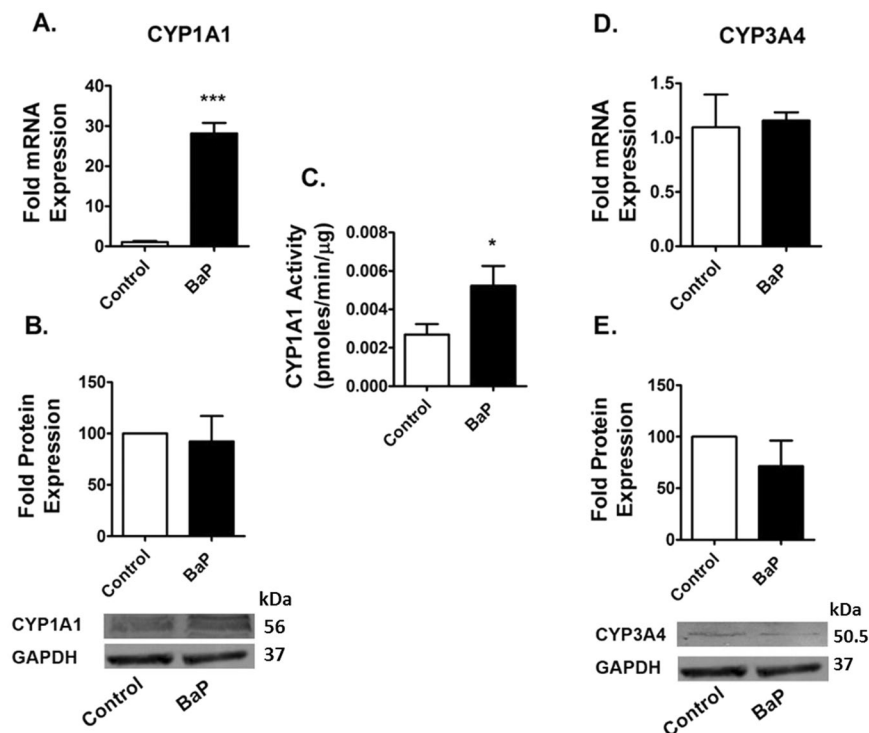 A.
CYP1A1
Fold mRNA
Expression
40
30
20
10
0
***
Control
BaP
B.
Fold Protein
Expression
150
100
50
0
Control
BaP
kDa
CYP1A1
56
GAPDH
37
Control
BaP
C.
CYP1A1 Activity
(pmoles/min/µg)
0.008
0.006
0.004
0.002
0.000
*
Control
BaP
D.
CYP3A4
Fold mRNA
Expression
1.5
1.0
0.5
0.0
Control
BaP
E.
Fold Protein
Expression
150
100
50
0
Control
BaP
kDa
CYP3A4
50.5
GAPDH
37
Control
BaP